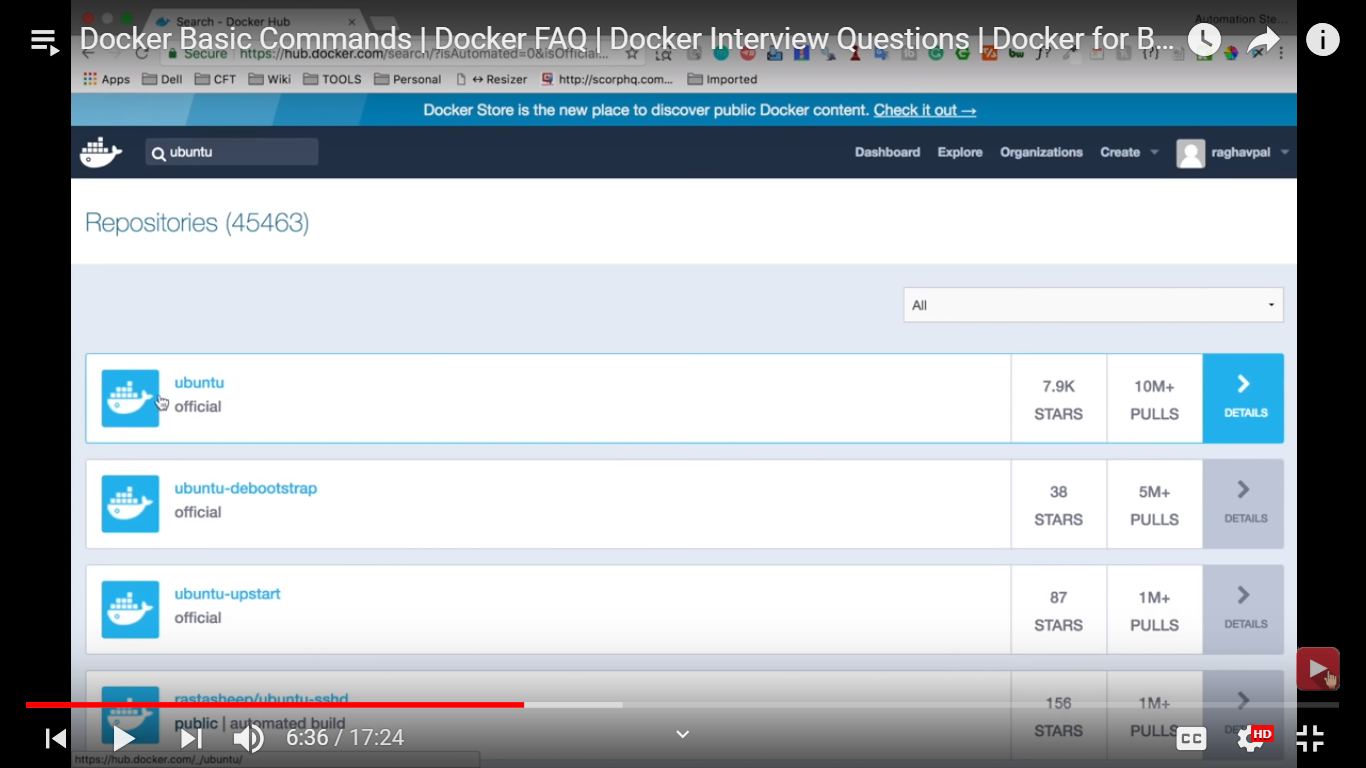 Search - Docker Hub
Automation Ste...
Docker Basic Commands | Docker FAQ | Docker Interview Questions | Docker for B...
Secure https://hub.docker.com/search/?isAutomated=0&isOfficial...
Apps Dell CFT Wiki TOOLS Personal ↔ Resizer http://scorphq.com... Imported
Docker Store is the new place to discover public Docker content. Check it out →
ubuntu Dashboard Explore Organizations Create raghavpal
Repositories (45463)
All
ubuntu
official
7.9K
STARS
10M+
PULLS
DETAILS
ubuntu-debootstrap
official
38
STARS
5M+
PULLS
DETAILS
ubuntu-upstart
official
87
STARS
1M+
PULLS
DETAILS
rastasheep/ubuntu-sshd
public | automated build
156
STARS
1M+
PULLS
6:36 / 17:24
CC HD
https://hub.docker.com/_/ubuntu/